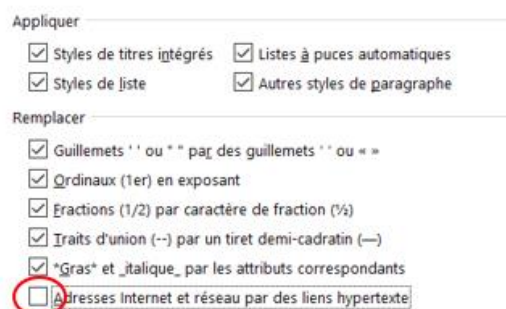 Appliquer
Styles de titres intégrés Listes à puces automatiques
Styles de liste Autres styles de paragraphe
Remplacer
Guillemets ' ' ou " " par des guillemets ' ' ou « »
Ordinaux (1er) en exposant
Fractions (1/2) par caractère de fraction (½)
Traits d'union (--) par un tiret demi-cadratin (—)
*Gras* et _italique_ par les attributs correspondants
Adresses Internet et réseau par des liens hypertexte